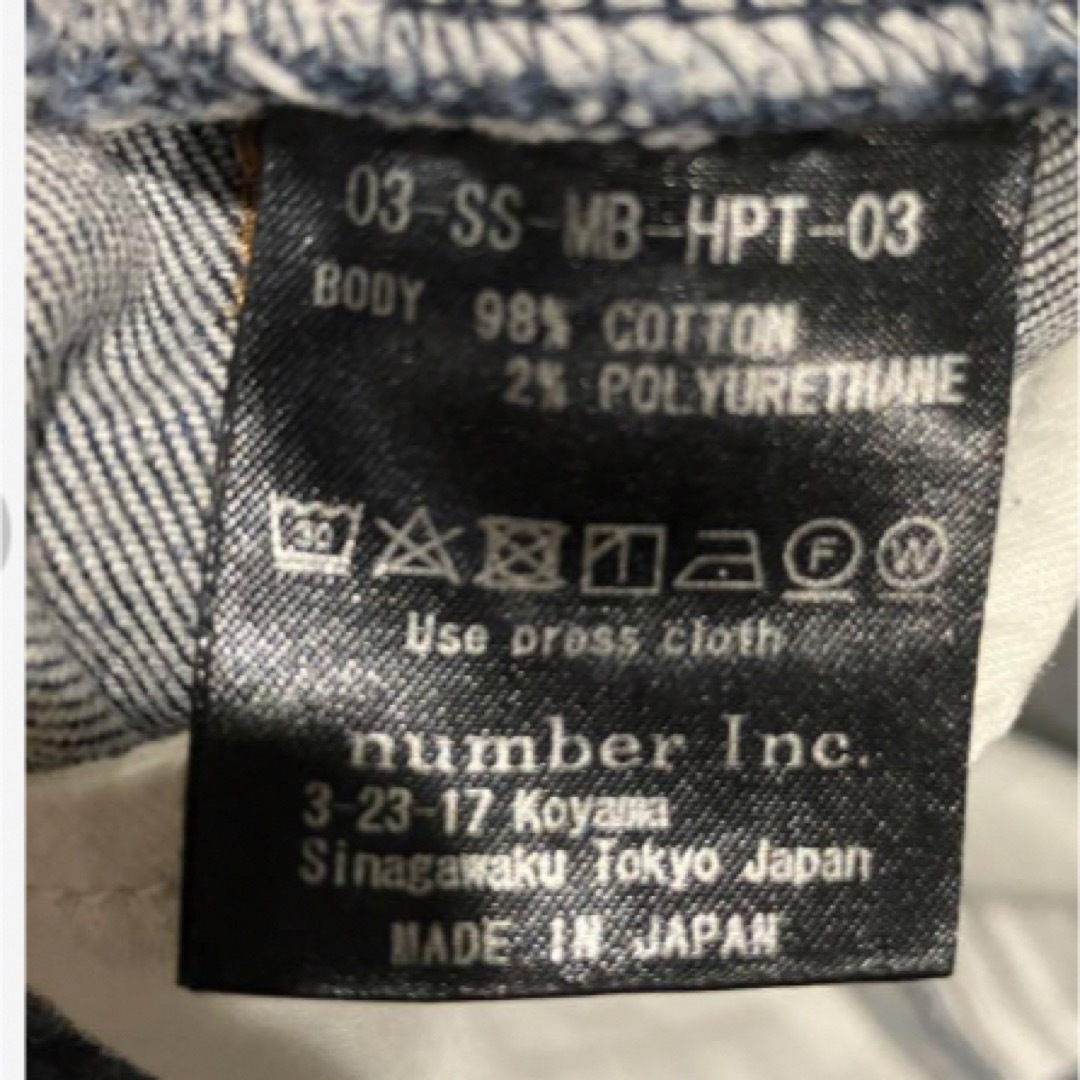 03-SS-MB-HPT-03
BODY 98% COTTON
2% POLYURETHANE
30
F W
Use press cloth
number Inc.
3-23-17 Koyama
Sinagawaku Tokyo Japan
MADE IN JAPAN